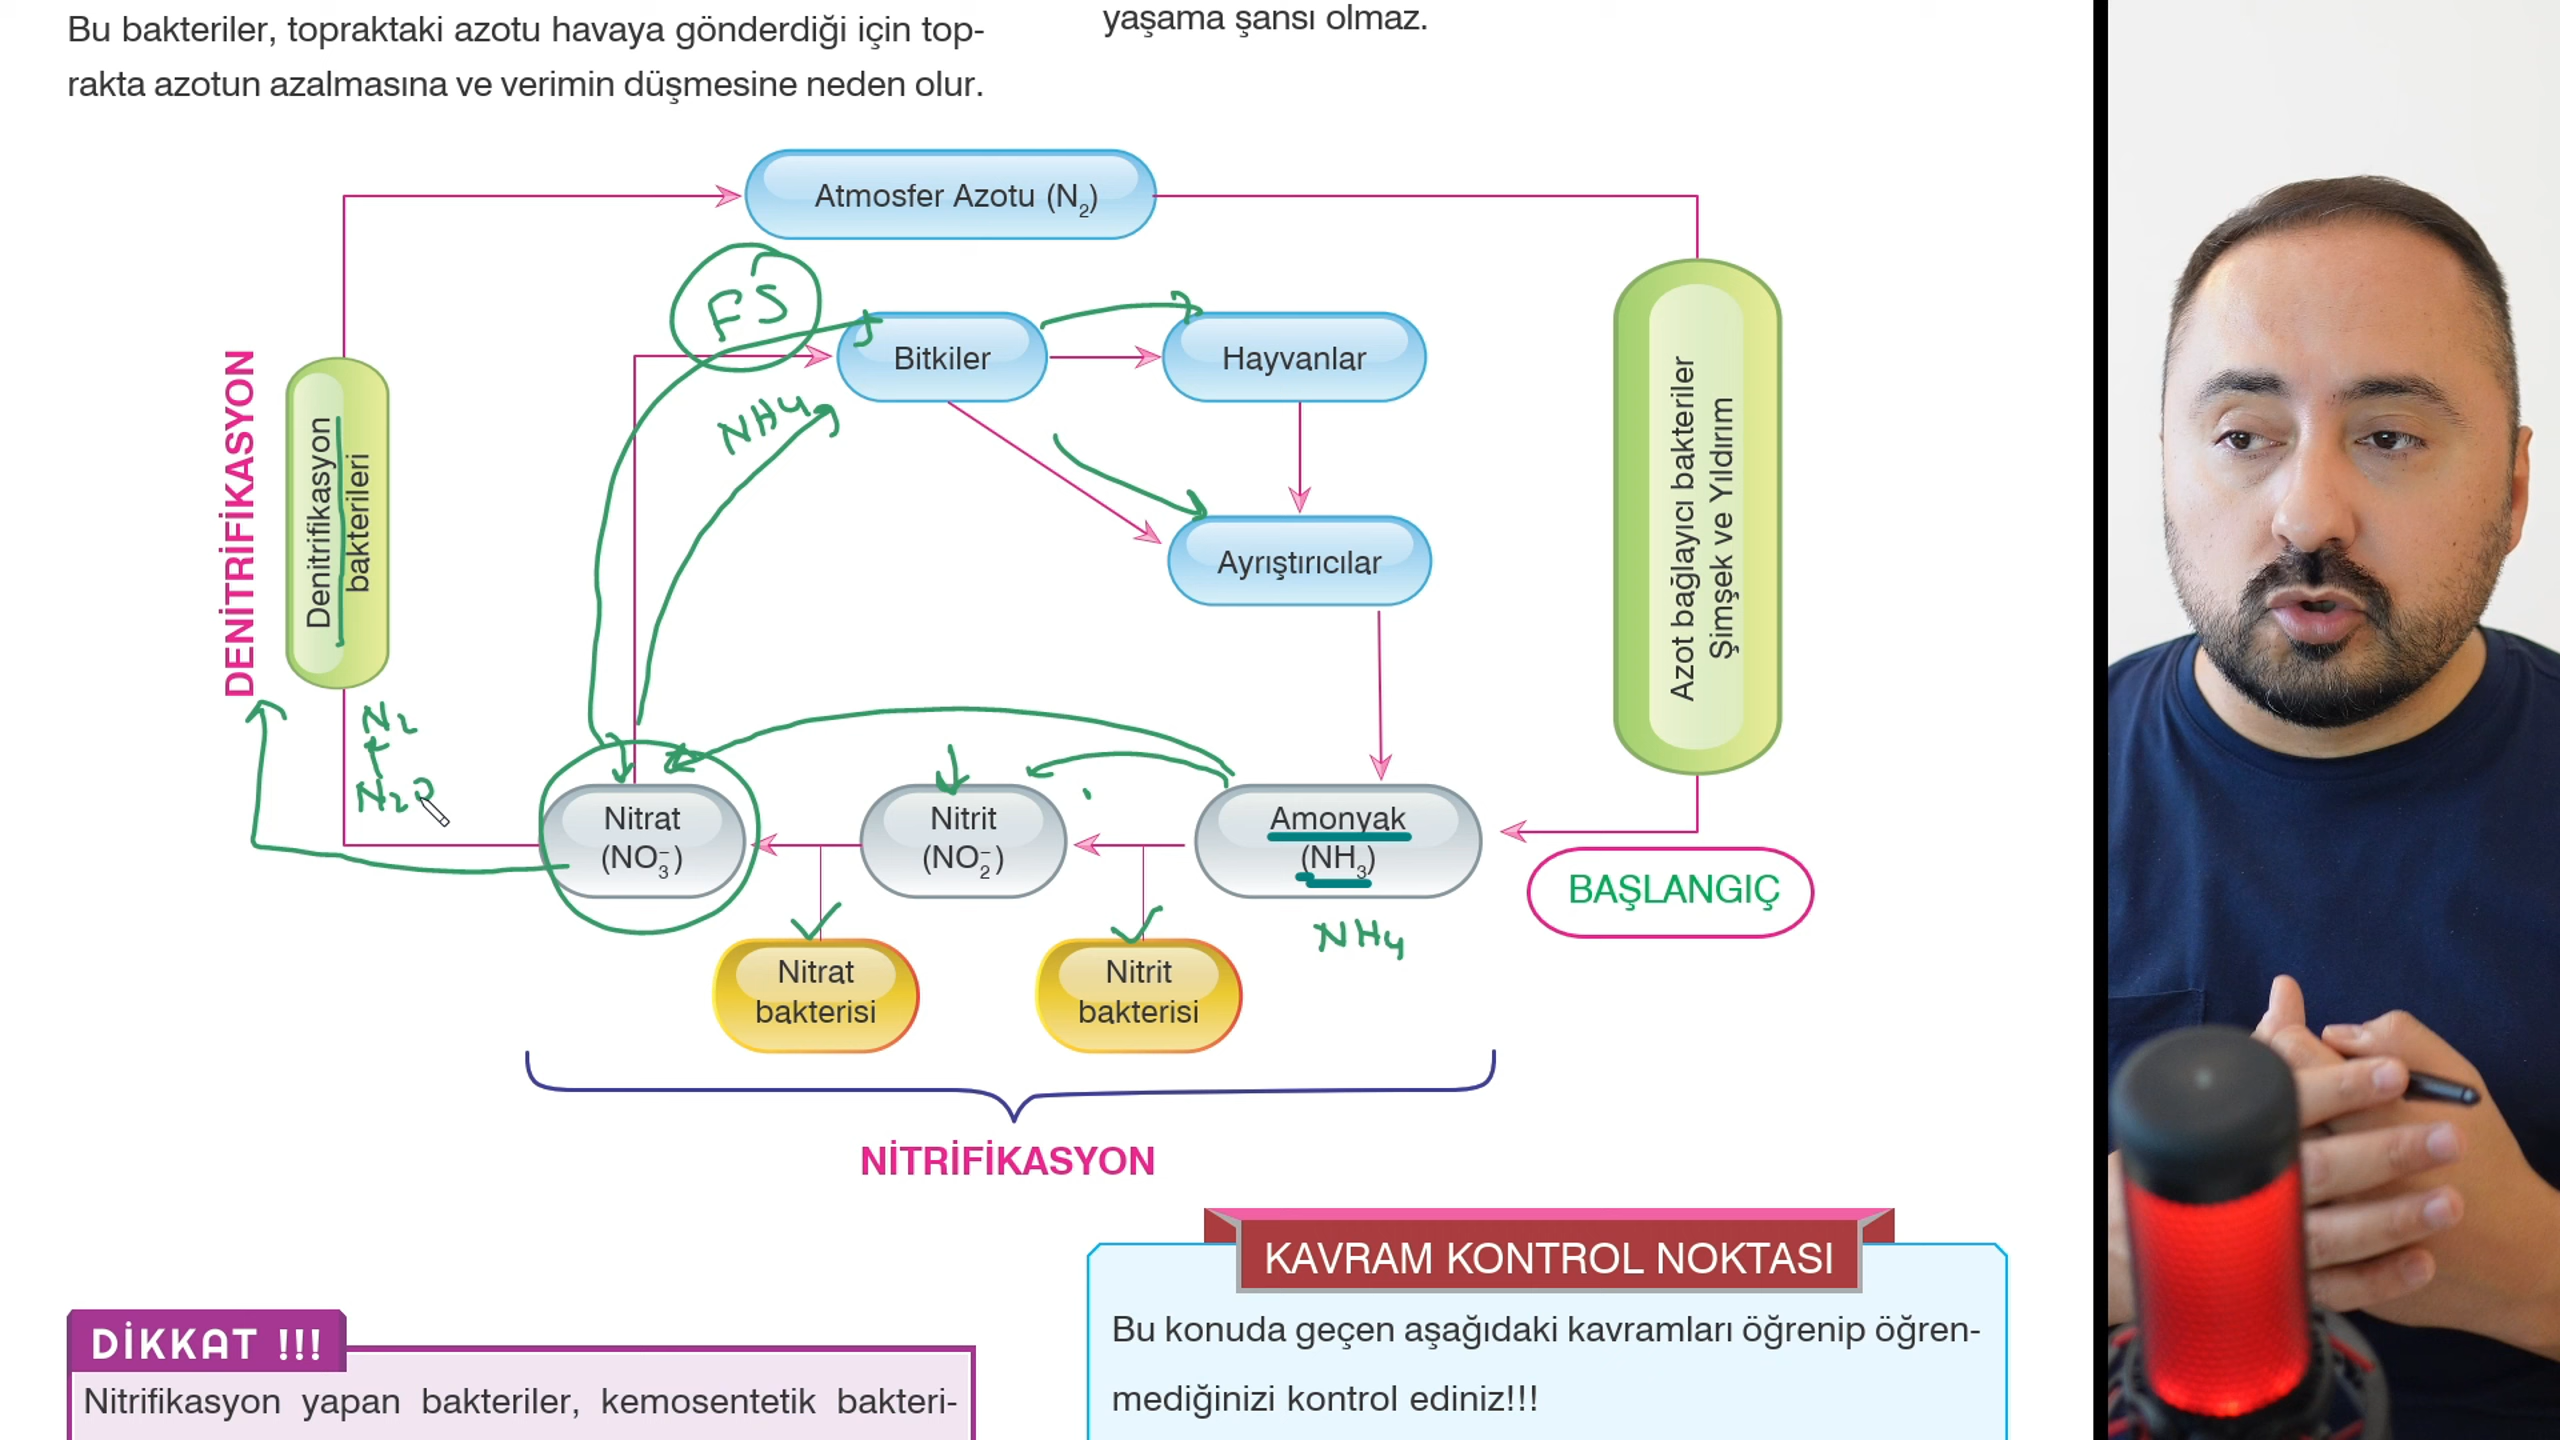 Bu bakteriler, topraktaki azotu havaya gönderdiği için top-
rakta azotun azalmasına ve verimin düşmesine neden olur.
yaşama şansı olmaz.
Atmosfer Azotu (N₂)
FS
Bitkiler
Hayvanlar
NH4
Ayrıştırıcılar
Azot bağlayıcı bakteriler
Şimşek ve Yıldırım
DENİTRİFİKASYON
Denitrifikasyon
bakterileri
N2
N2O
Nitrat
(NO₃⁻)
Nitrit
(NO₂⁻)
Amonyak
(NH₃)
NH4
BAŞLANGIÇ
Nitrat
bakterisi
Nitrit
bakterisi
NİTRİFİKASYON
DİKKAT !!!
Nitrifikasyon yapan bakteriler, kemosentetik bakteri-
KAVRAM KONTROL NOKTASI
Bu konuda geçen aşağıdaki kavramları öğrenip öğren-
mediğinizi kontrol ediniz!!!